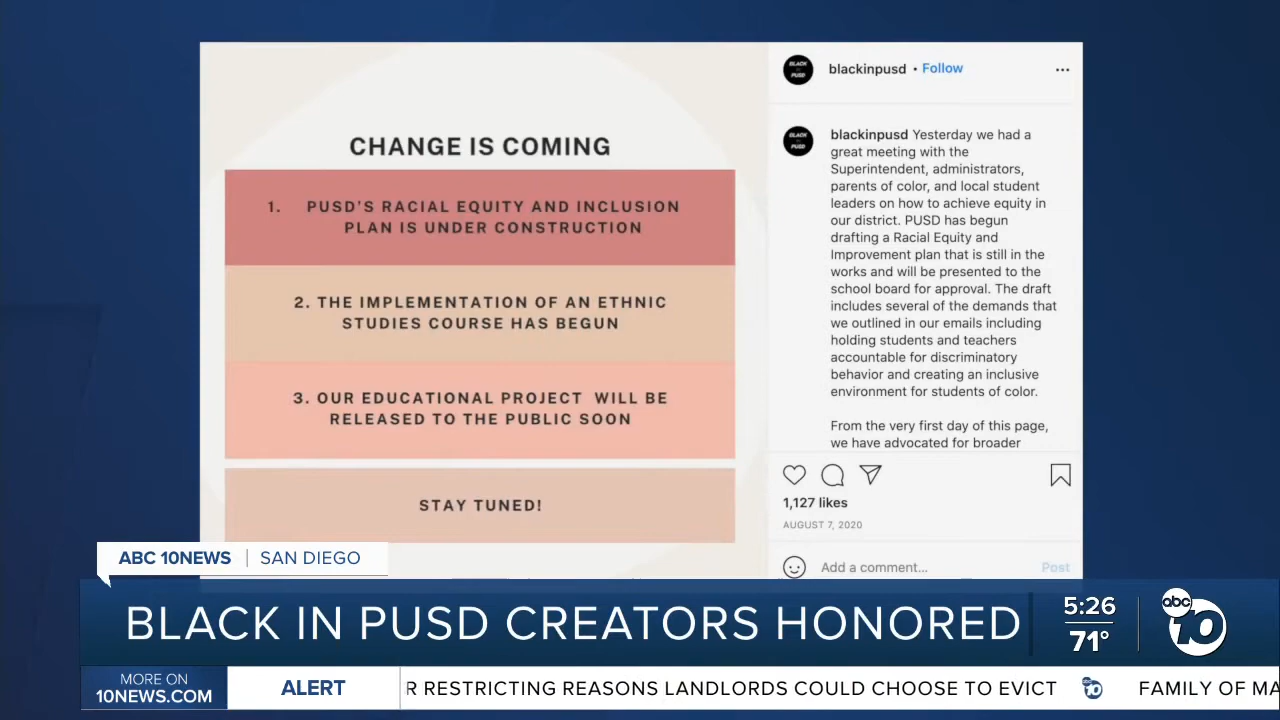 CHANGE IS COMING
1. PUSD'S RACIAL EQUITY AND INCLUSION
PLAN IS UNDER CONSTRUCTION
2. THE IMPLEMENTATION OF AN ETHNIC
STUDIES COURSE HAS BEGUN
3. OUR EDUCATIONAL PROJECT WILL BE
RELEASED TO THE PUBLIC SOON
STAY TUNED!
BLACK IN PUSD
blackinpusd • Follow
BLACK IN PUSD
blackinpusd Yesterday we had a
great meeting with the
Superintendent, administrators,
parents of color, and local student
leaders on how to achieve equity in
our district. PUSD has begun
drafting a Racial Equity and
Improvement plan that is still in the
works and will be presented to the
school board for approval. The draft
includes several of the demands that
we outlined in our emails including
holding students and teachers
accountable for discriminatory
behavior and creating an inclusive
environment for students of color.
From the very first day of this page,
we have advocated for broader
1,127 likes
AUGUST 7, 2020
Add a comment... Post
ABC 10NEWS | SAN DIEGO
BLACK IN PUSD CREATORS HONORED
5:26
71°
abc 10
MORE ON
10NEWS.COM
ALERT
R RESTRICTING REASONS LANDLORDS COULD CHOOSE TO EVICT abc 10 FAMILY OF MA